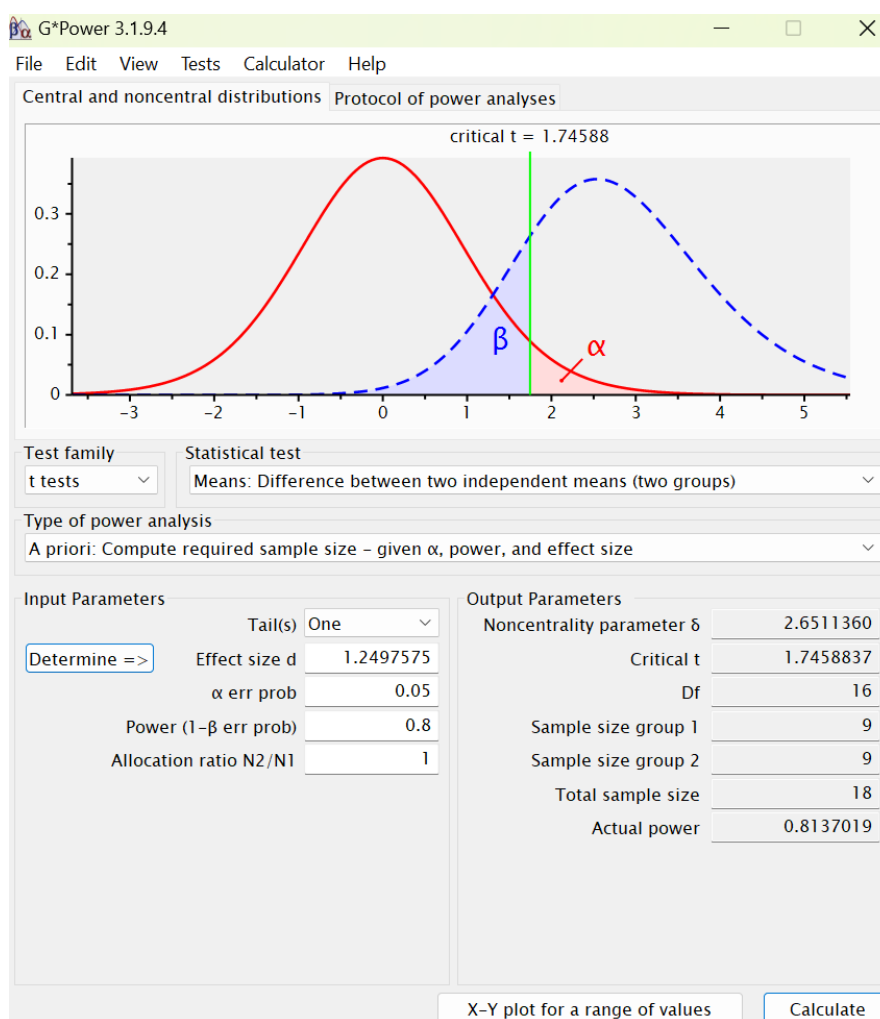 βα G*Power 3.1.9.4
File Edit View Tests Calculator Help
Central and noncentral distributions Protocol of power analyses
critical t = 1.74588
0.3
0.2
0.1
0
β
α
-3 -2 -1 0 1 2 3 4 5
Test family Statistical test
t tests Means: Difference between two independent means (two groups)
Type of power analysis
A priori: Compute required sample size – given α, power, and effect size
Input Parameters
Tail(s) One
Determine => Effect size d 1.2497575
α err prob 0.05
Power (1-β err prob) 0.8
Allocation ratio N2/N1 1
Output Parameters
Noncentrality parameter δ 2.6511360
Critical t 1.7458837
Df 16
Sample size group 1 9
Sample size group 2 9
Total sample size 18
Actual power 0.8137019
X-Y plot for a range of values Calculate